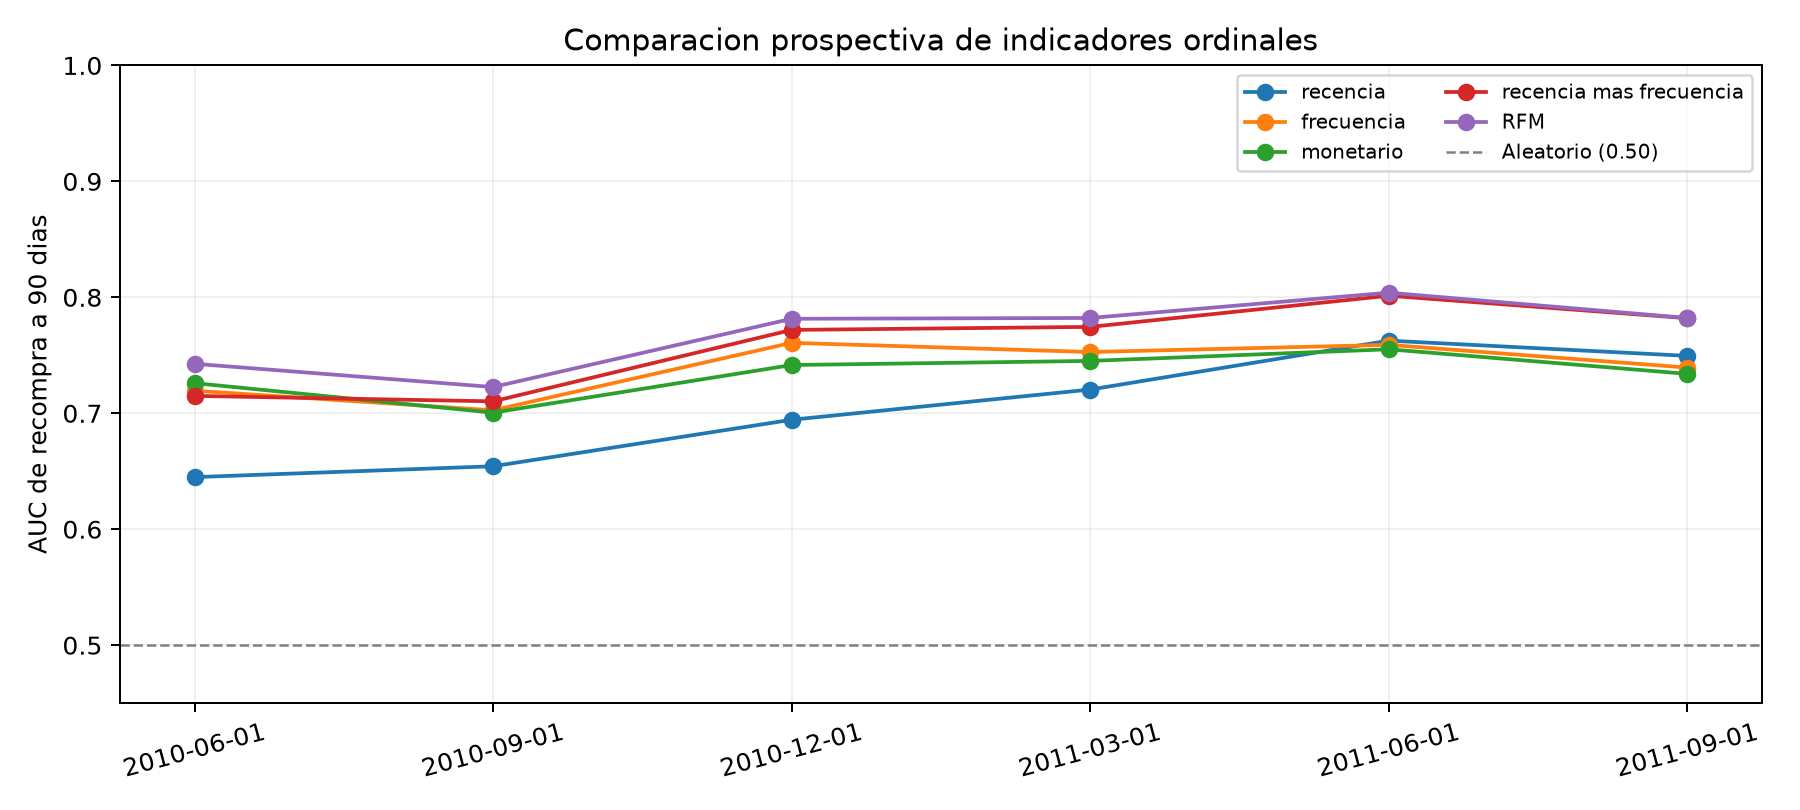 Comparacion prospectiva de indicadores ordinales
AUC de recompra a 90 dias
1.0
0.9
0.8
0.7
0.6
0.5
recencia
frecuencia
monetario
recencia mas frecuencia
RFM
Aleatorio (0.50)
2010-06-01
2010-09-01
2010-12-01
2011-03-01
2011-06-01
2011-09-01